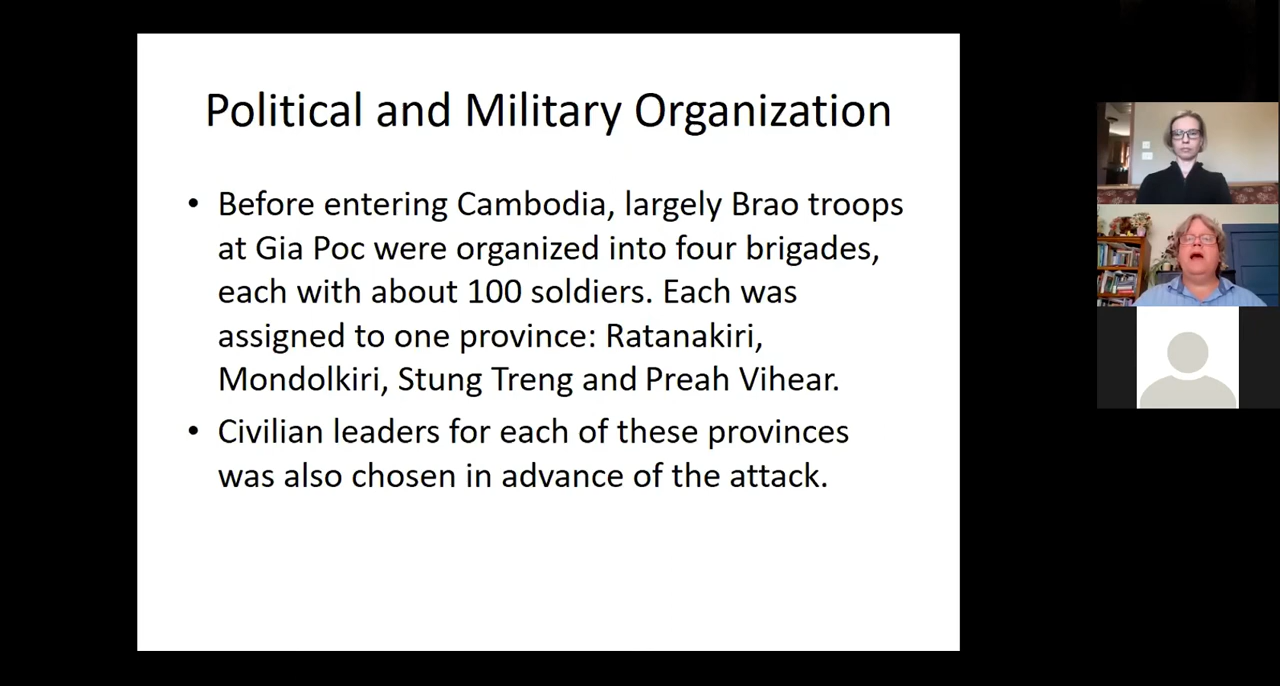 Political and Military Organization
• Before entering Cambodia, largely Brao troops
at Gia Poc were organized into four brigades,
each with about 100 soldiers. Each was
assigned to one province: Ratanakiri,
Mondolkiri, Stung Treng and Preah Vihear.
• Civilian leaders for each of these provinces
was also chosen in advance of the attack.